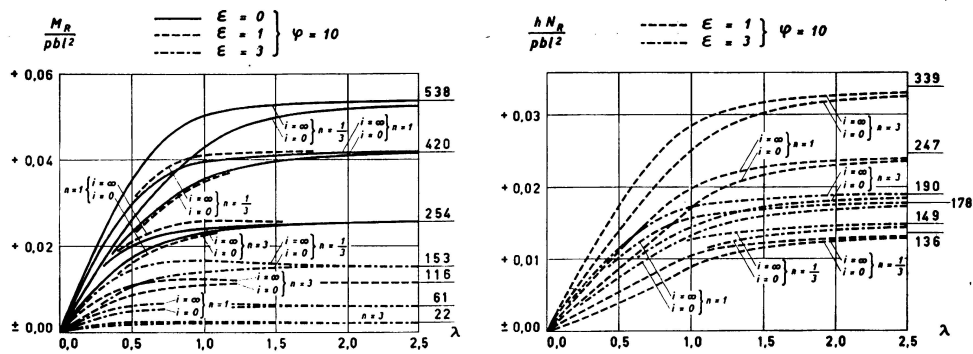 M_R
pbl²
ε = 0
ε = 1
ε = 3
} φ = 10
+ 0,06
+ 0,04
+ 0,02
± 0,00
0,0 0,5 1,0 1,5 2,0 2,5 λ
538
420
254
153
116
61
22
i = ∞
i = 0 } n = 1/3
i = ∞
i = 0 } n = 1
n = 1 { i = ∞
i = 0
i = ∞
i = 0 } n = 1/3
i = ∞
i = 0 } n = 3
i = ∞
i = 0 } n = 1/3
i = ∞
i = 0 } n = 3
i = ∞
i = 0 } n = 1
n = 3
h N_R
pbl²
ε = 1
ε = 3
} φ = 10
+ 0,03
+ 0,02
+ 0,01
± 0,00
0,0 0,5 1,0 1,5 2,0 2,5 λ
339
247
190
178
149
136
i = ∞
i = 0 } n = 3
i = ∞
i = 0 } n = 1
i = ∞
i = 0 } n = 3
i = ∞
i = 0 } n = 1/3
i = ∞
i = 0 } n = 1/3
i = ∞
i = 0 } n = 1